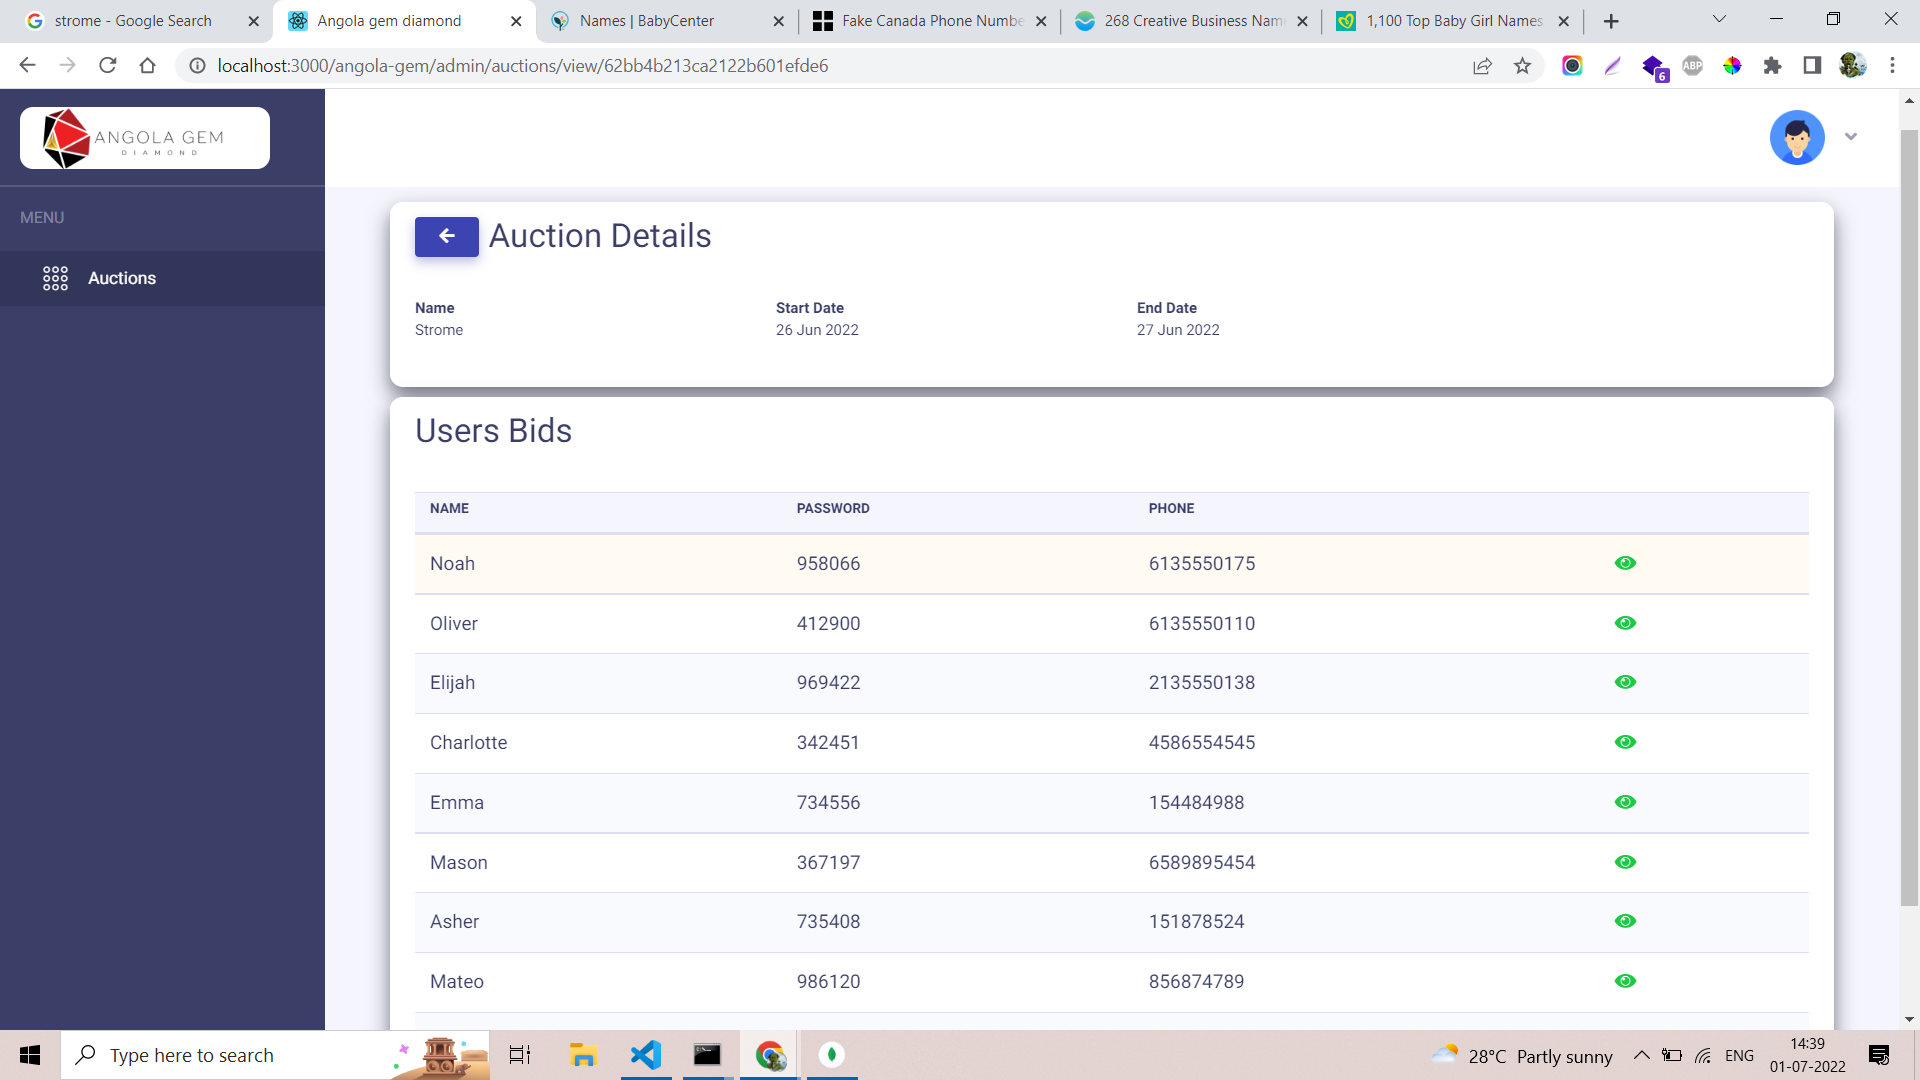 strome - Google Search
Angola gem diamond
Names | BabyCenter
Fake Canada Phone Numbe
268 Creative Business Nam
1,100 Top Baby Girl Names
localhost:3000/angola-gem/admin/auctions/view/62bb4b213ca2122b601efde6
6
ABP
ANGOLA GEM
DIAMOND
MENU
Auctions
Auction Details
Name Start Date End Date
Strome 26 Jun 2022 27 Jun 2022
Users Bids
NAME PASSWORD PHONE
Noah 958066 6135550175
Oliver 412900 6135550110
Elijah 969422 2135550138
Charlotte 342451 4586554545
Emma 734556 154484988
Mason 367197 6589895454
Asher 735408 151878524
Mateo 986120 856874789
Type here to search
28°C Partly sunny
ENG
14:39
01-07-2022